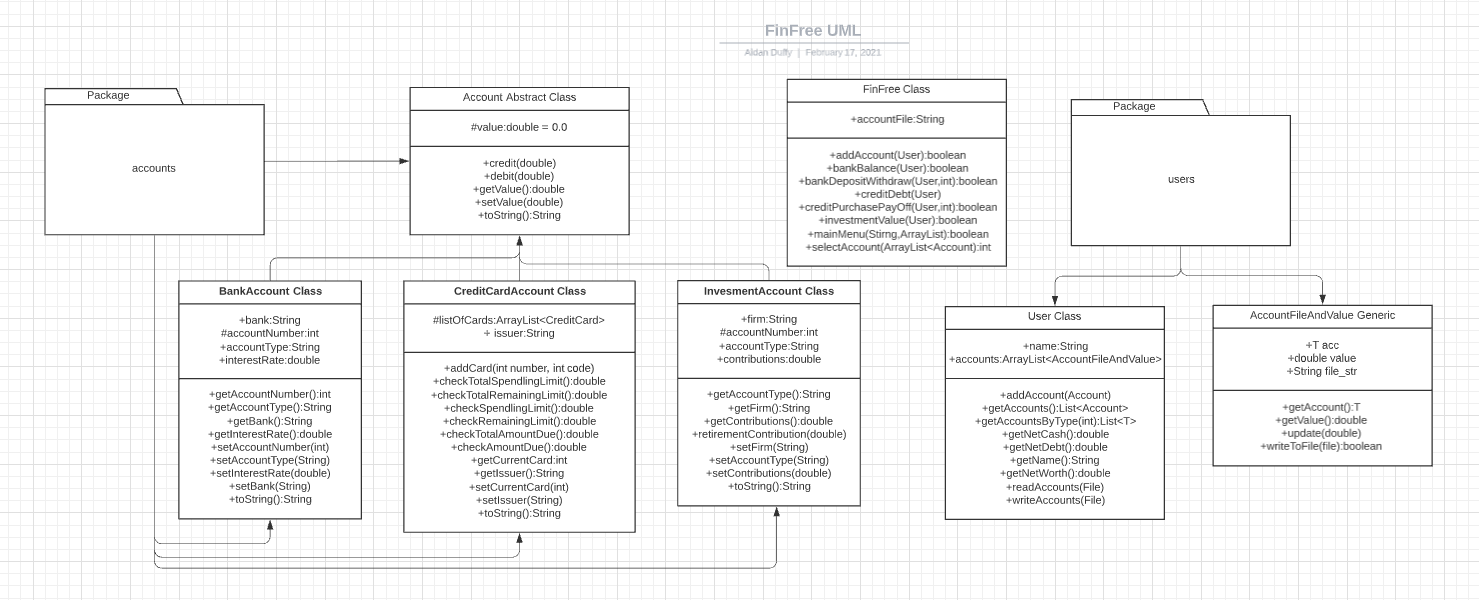 FinFree UML
Aidan Duffy | February 17, 2021
Package
accounts
Account Abstract Class
#value:double = 0.0
+credit(double)
+debit(double)
+getValue():double
+setValue(double)
+toString():String
FinFree Class
+accountFile:String
+addAccount(User):boolean
+bankBalance(User):boolean
+bankDepositWithdraw(User,int):boolean
+creditDebt(User)
+creditPurchasePayOff(User,int):boolean
+investmentValue(User):boolean
+mainMenu(Stirng,ArrayList):boolean
+selectAccount(ArrayList<Account):int
Package
users
BankAccount Class
+bank:String
#accountNumber:int
+accountType:String
+interestRate:double
+getAccountNumber():int
+getAccountType():String
+getBank():String
+getInterestRate():double
+setAccountNumber(int)
+setAccountType(String)
+setInterestRate(double)
+setBank(String)
+toString():String
CreditCardAccount Class
#listOfCards:ArrayList<CreditCard>
+ issuer:String
+addCard(int number, int code)
+checkTotalSpendlingLimit():double
+checkTotalRemainingLimit():double
+checkSpendlingLimit():double
+checkRemainingLimit():double
+checkTotalAmountDue():double
+checkAmountDue():double
+getCurrentCard:int
+getIssuer():String
+setCurrentCard(int)
+setIssuer(String)
+toString():String
InvesmentAccount Class
+firm:String
#accountNumber:int
+accountType:String
+contributions:double
+getAccountType():String
+getFirm():String
+getContributions():double
+retirementContribution(double)
+setFirm(String)
+setAccountType(String)
+setContributions(double)
+toString():String
User Class
+name:String
+accounts:ArrayList<AccountFileAndValue>
+addAccount(Account)
+getAccounts():List<Account>
+getAccountsByType(int):List<T>
+getNetCash():double
+getNetDebt():double
+getName():String
+getNetWorth():double
+readAccounts(File)
+writeAccounts(File)
AccountFileAndValue Generic
+T acc
+double value
+String file_str
+getAccount():T
+getValue():double
+update(double)
+writeToFile(file):boolean